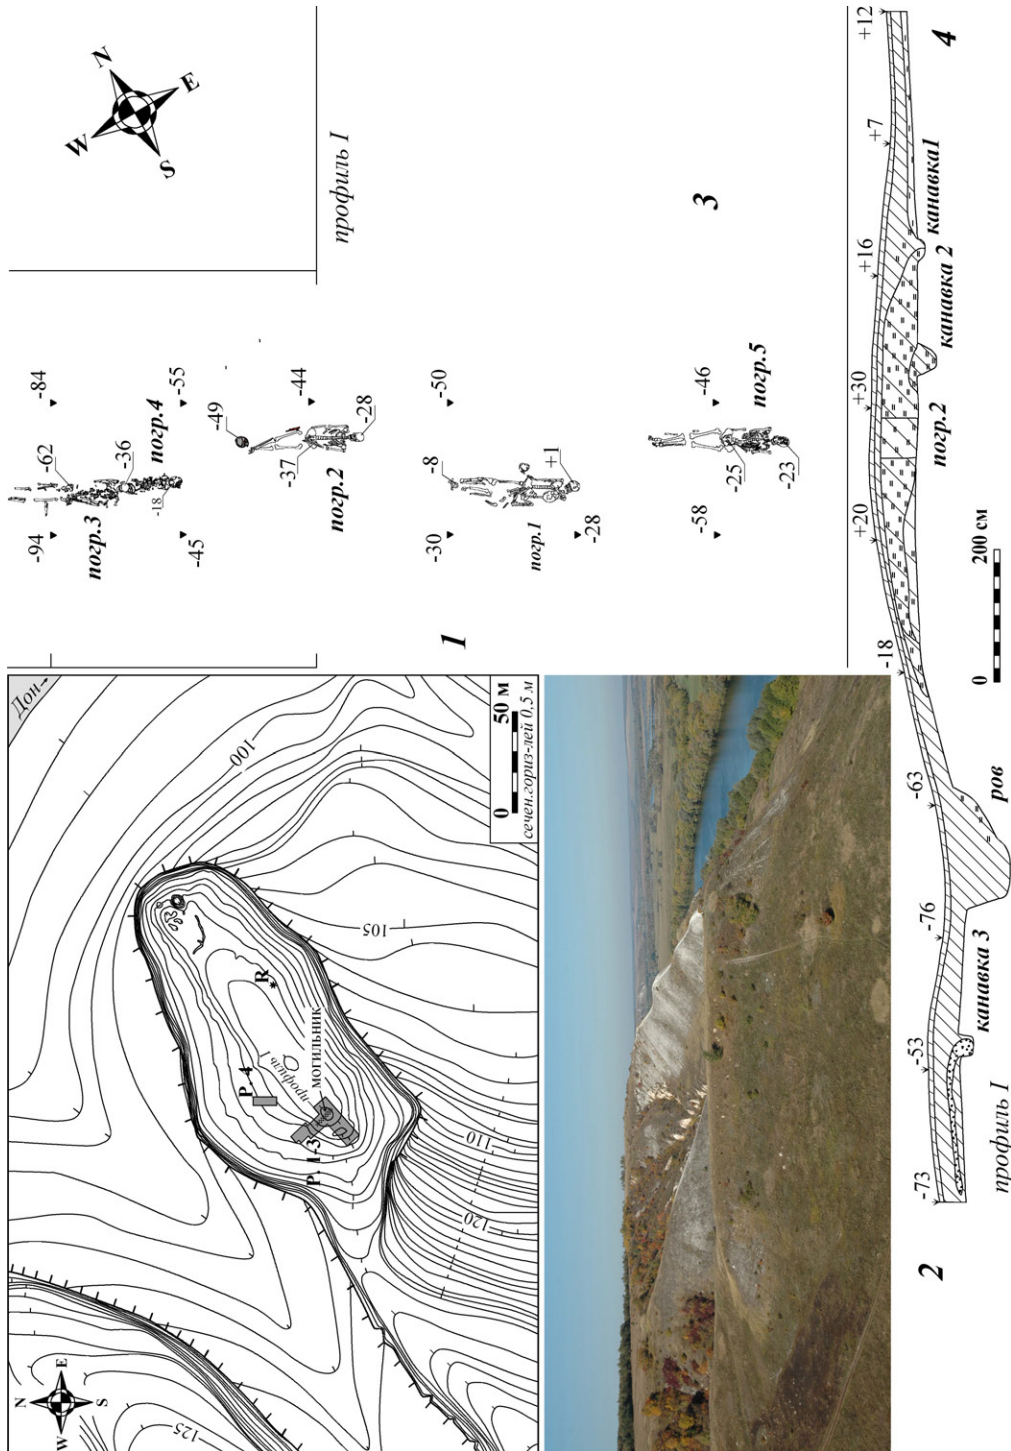 N
E
S
W
Дон→
100
105
110
120
125
R
Р. 4
Р. 1-3
профиль I
могильник
0 50 м
сечен.гориз-лей 0,5 м
1
N
E
S
W
профиль I
-94
-84
-62
погр.3
погр.4
-36
-18
-45
-55
-49
-44
-37
-28
погр.2
-30
-8
-50
погр.1
+1
-28
-58
-46
-25
-23
погр.5
3
2
-73
-53
-76
-63
-18
+20
+30
+16
+7
+12
профиль I
канавка 3
ров
0 200 см
погр.2
канавка 2
канавка1
4